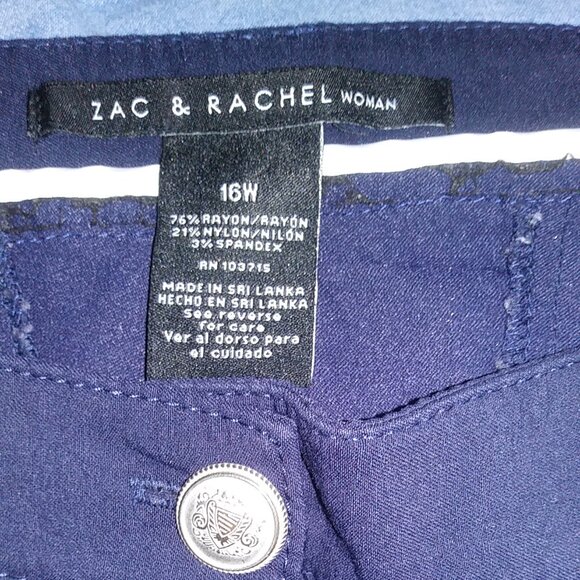 ZAC & RACHEL WOMAN
16W
76% RAYON/RAYÓN
21% NYLON/NILÓN
3% SPANDEX
RN 103715
MADE IN SRI LANKA
HECHO EN SRI LANKA
See reverse
for care
Ver al dorso para
el cuidado